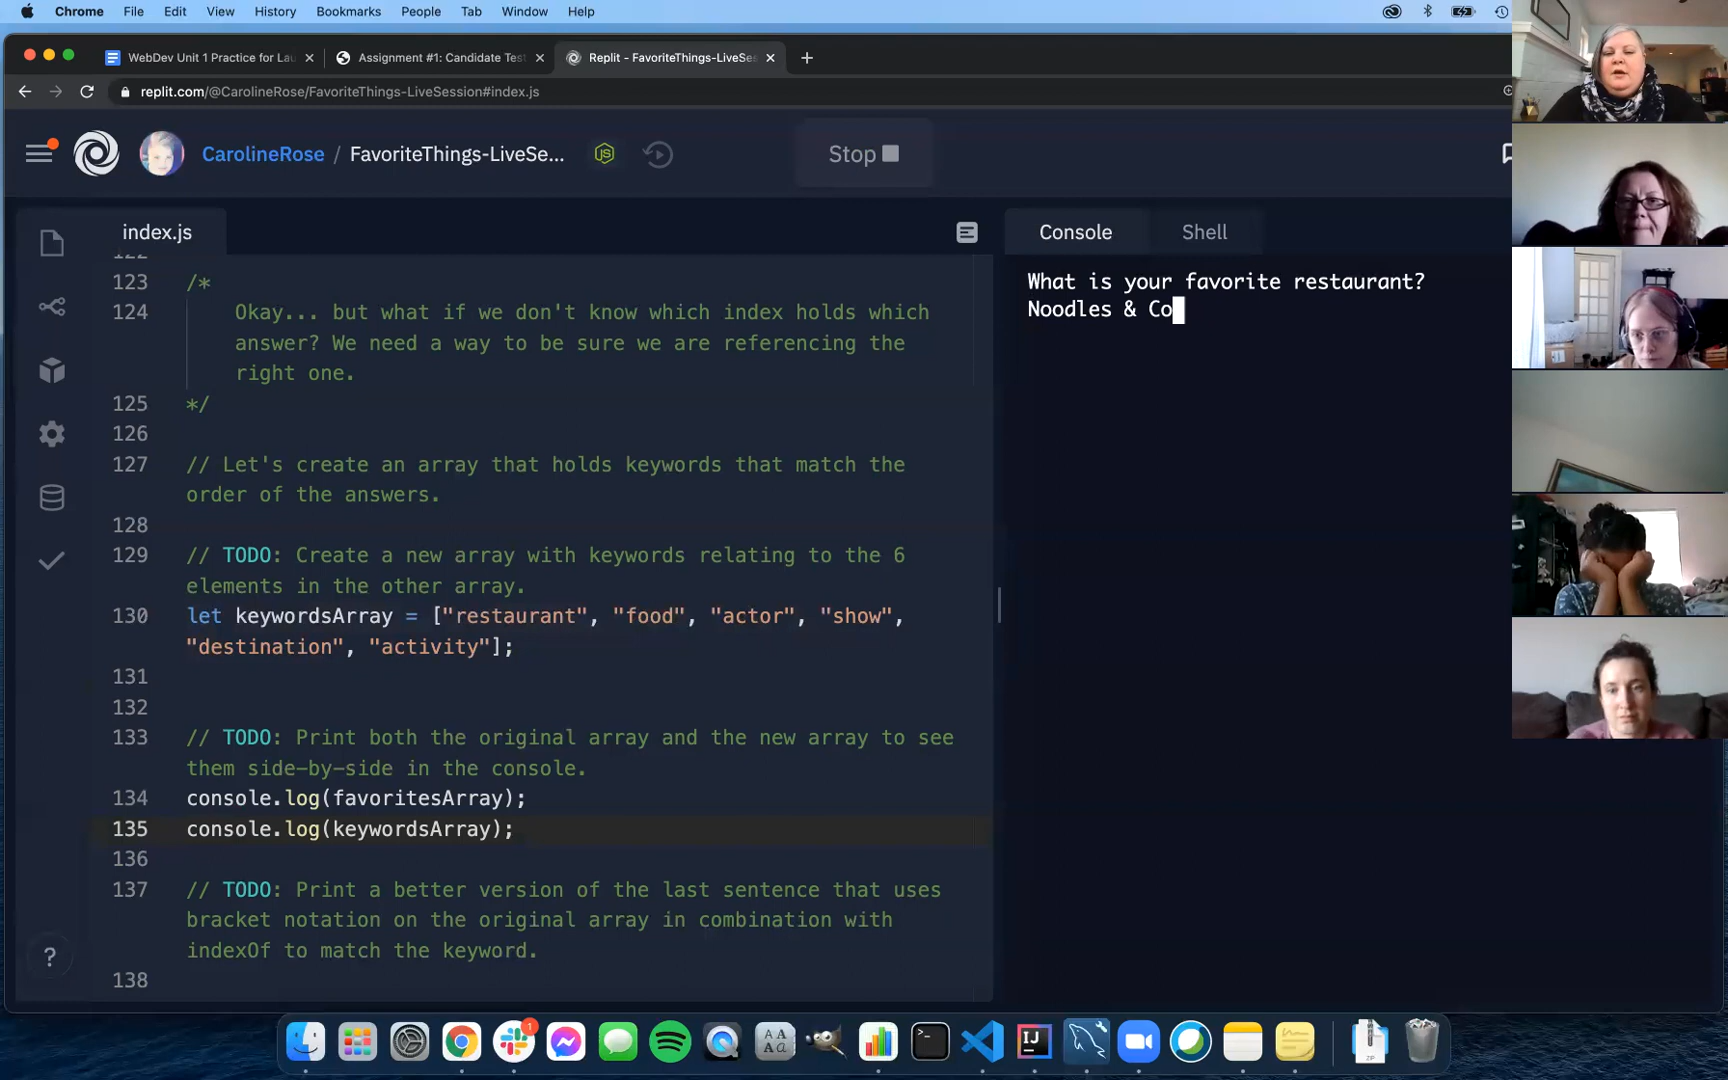 Chrome File Edit View History Bookmarks People Tab Window Help
WebDev Unit 1 Practice for Lau
Assignment #1: Candidate Test
Replit - FavoriteThings-LiveSes
replit.com/@CarolineRose/FavoriteThings-LiveSession#index.js
CarolineRose / FavoriteThings-LiveSe...
JS
Stop
index.js
Console Shell
123 /*
124 Okay... but what if we don't know which index holds which
answer? We need a way to be sure we are referencing the
right one.
125 */
126
127 // Let's create an array that holds keywords that match the
order of the answers.
128
129 // TODO: Create a new array with keywords relating to the 6
elements in the other array.
130 let keywordsArray = ["restaurant", "food", "actor", "show",
"destination", "activity"];
131
132
133 // TODO: Print both the original array and the new array to see
them side-by-side in the console.
134 console.log(favoritesArray);
135 console.log(keywordsArray);
136
137 // TODO: Print a better version of the last sentence that uses
bracket notation on the original array in combination with
indexOf to match the keyword.
138
What is your favorite restaurant?
Noodles & Co
?
1
IJ
ZIP